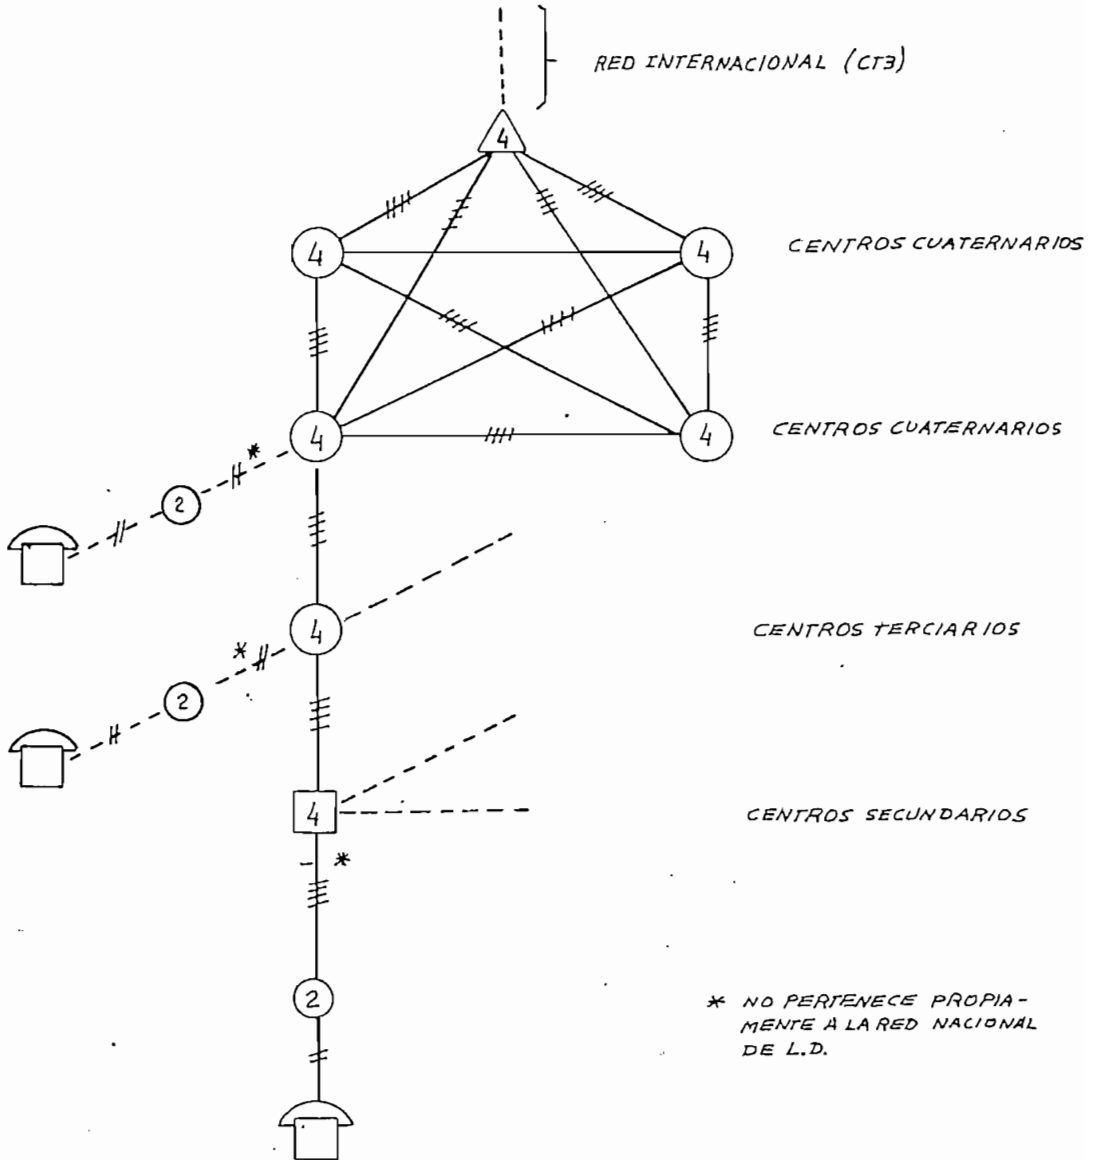 RED INTERNACIONAL (CT3)
4
4
4
CENTROS CUATERNARIOS
4
4
CENTROS CUATERNARIOS
*
2
4
CENTROS TERCIARIOS
*
2
4
CENTROS SECUNDARIOS
*
2
* NO PERTENECE PROPIA-
MENTE A LA RED NACIONAL
DE L.D.